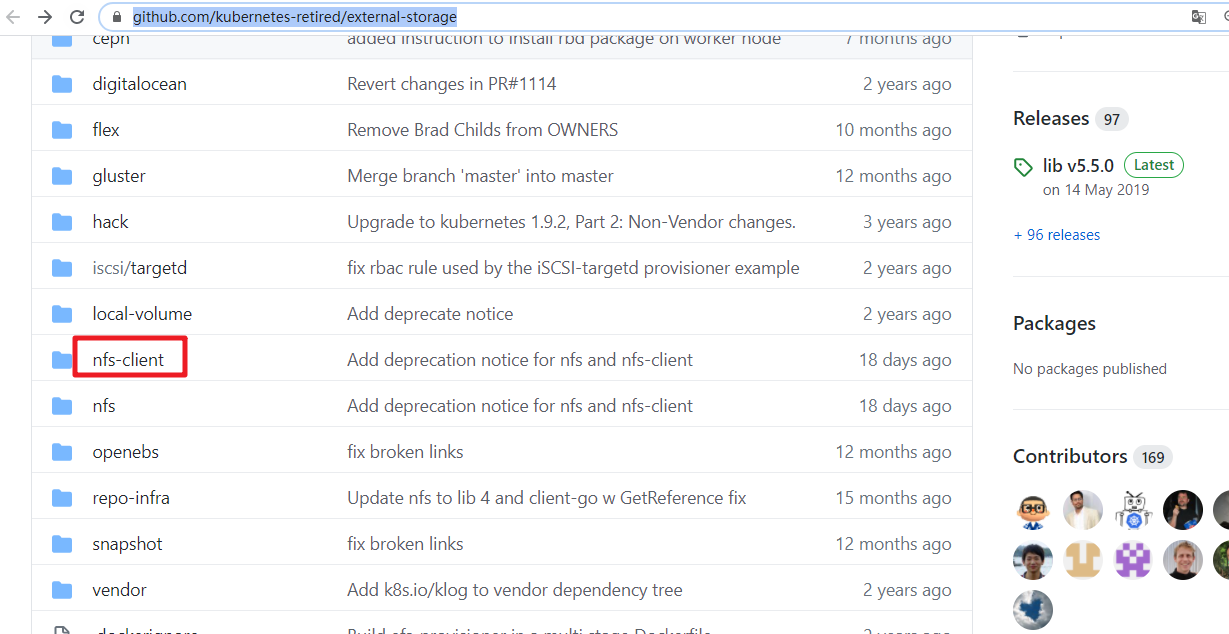 github.com/kubernetes-retired/external-storage
ceph added instruction to install rbd package on worker node 7 months ago
digitalocean Revert changes in PR#1114 2 years ago
flex Remove Brad Childs from OWNERS 10 months ago
gluster Merge branch 'master' into master 12 months ago
hack Upgrade to kubernetes 1.9.2, Part 2: Non-Vendor changes. 3 years ago
iscsi/targetd fix rbac rule used by the iSCSI-targetd provisioner example 2 years ago
local-volume Add deprecate notice 2 years ago
nfs-client Add deprecation notice for nfs and nfs-client 18 days ago
nfs Add deprecation notice for nfs and nfs-client 18 days ago
openebs fix broken links 12 months ago
repo-infra Update nfs to lib 4 and client-go w GetReference fix 15 months ago
snapshot fix broken links 12 months ago
vendor Add k8s.io/klog to vendor dependency tree 2 years ago
.dockerignore Build nfs-provisioner in a multi stage Dockerfile 2 years ago
Releases 97
lib v5.5.0 Latest
on 14 May 2019
+ 96 releases
Packages
No packages published
Contributors 169